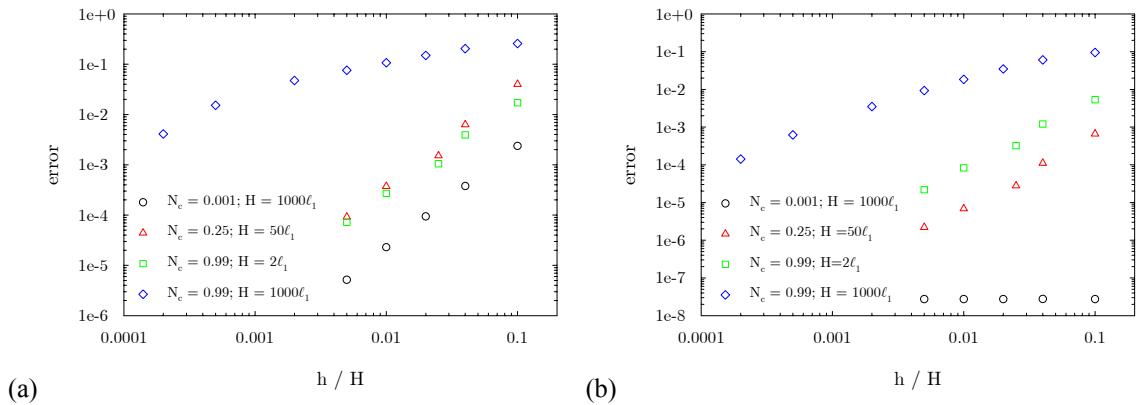 1e+0
1e-1
1e-2
1e-3
1e-4
1e-5
1e-6
error
N_c = 0.001; H = 1000ℓ_1
N_c = 0.25; H = 50ℓ_1
N_c = 0.99; H = 2ℓ_1
N_c = 0.99; H = 1000ℓ_1
0.0001 0.001 0.01 0.1
h / H
(a)
1e+0
1e-1
1e-2
1e-3
1e-4
1e-5
1e-6
1e-7
1e-8
error
N_c = 0.001; H = 1000ℓ_1
N_c = 0.25; H =50ℓ_1
N_c = 0.99; H=2ℓ_1
N_c = 0.99; H = 1000ℓ_1
0.0001 0.001 0.01 0.1
h / H
(b)